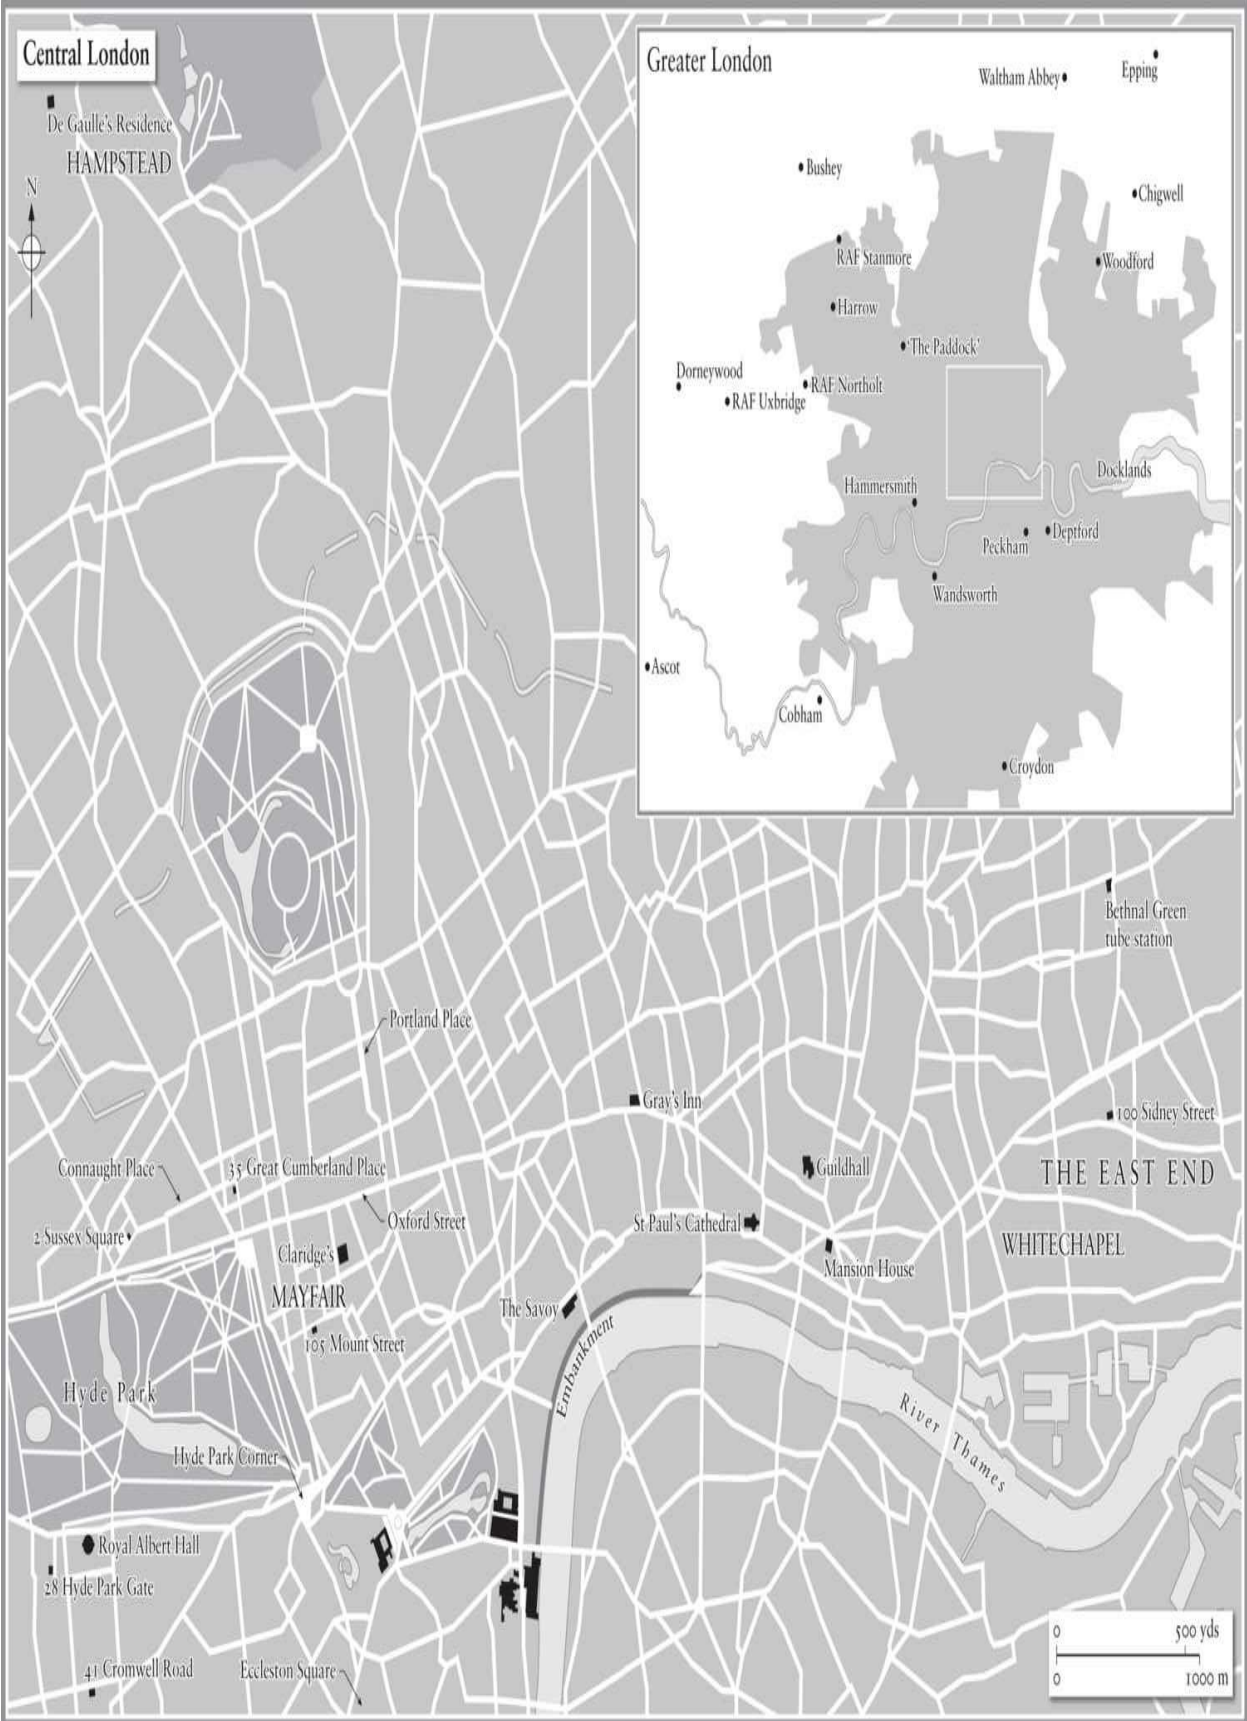 Central London
De Gaulle's Residence
HAMPSTEAD
N
Greater London
Epping
Waltham Abbey
Bushey
Chigwell
RAF Stanmore
Woodford
Harrow
'The Paddock'
Dorneywood
RAF Northolt
RAF Uxbridge
Docklands
Hammersmith
Deptford
Peckham
Wandsworth
Ascot
Cobham
Croydon
Bethnal Green
tube station
Portland Place
Gray's Inn
100 Sidney Street
Connaught Place
35 Great Cumberland Place
Guildhall
THE EAST END
Oxford Street
St Paul's Cathedral
2 Sussex Square
Claridge's
WHITECHAPEL
Mansion House
MAYFAIR
The Savoy
105 Mount Street
Embankment
Hyde Park
River Thames
Hyde Park Corner
Royal Albert Hall
28 Hyde Park Gate
0 500 yds
0 1000 m
41 Cromwell Road
Eccleston Square